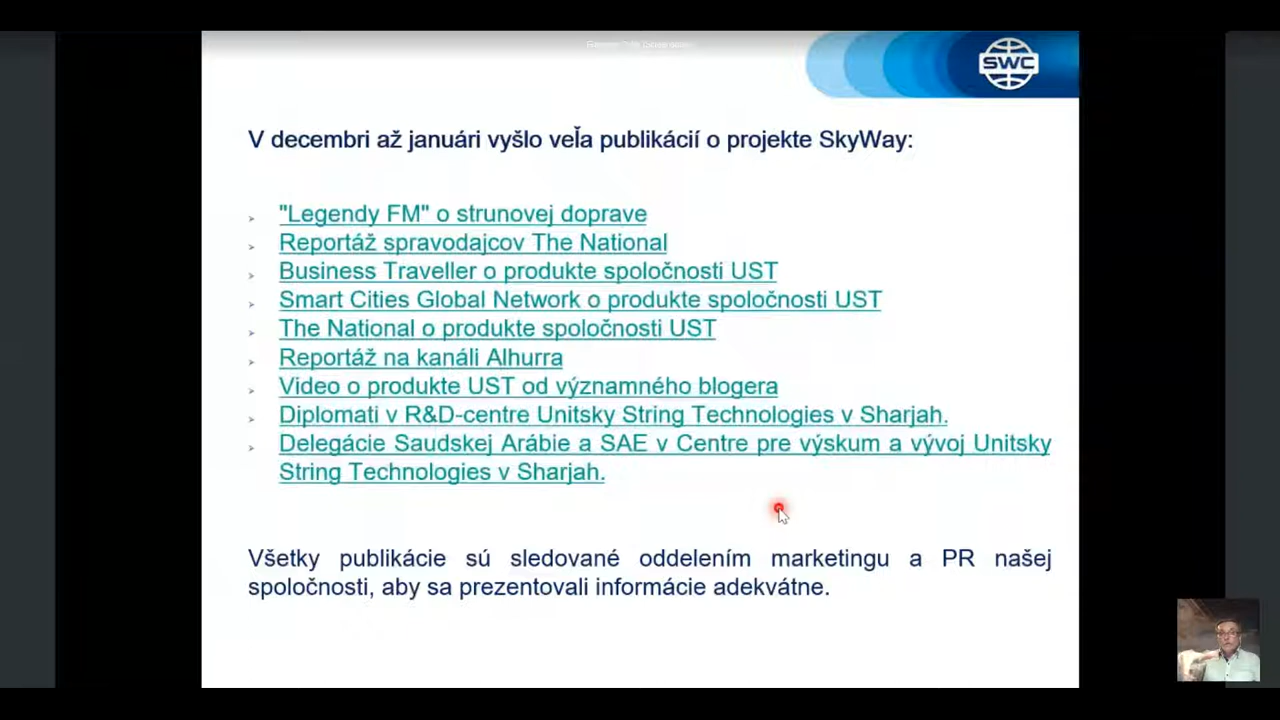 SWC
V decembri až januári vyšlo veľa publikácií o projekte SkyWay:
"Legendy FM" o strunovej doprave
Reportáž spravodajcov The National
Business Traveller o produkte spoločnosti UST
Smart Cities Global Network o produkte spoločnosti UST
The National o produkte spoločnosti UST
Reportáž na kanáli Alhurra
Video o produkte UST od významného blogera
Diplomati v R&D-centre Unitsky String Technologies v Sharjah.
Delegácie Saudskej Arábie a SAE v Centre pre výskum a vývoj Unitsky
String Technologies v Sharjah.
Všetky publikácie sú sledované oddelením marketingu a PR našej
spoločnosti, aby sa prezentovali informácie adekvátne.